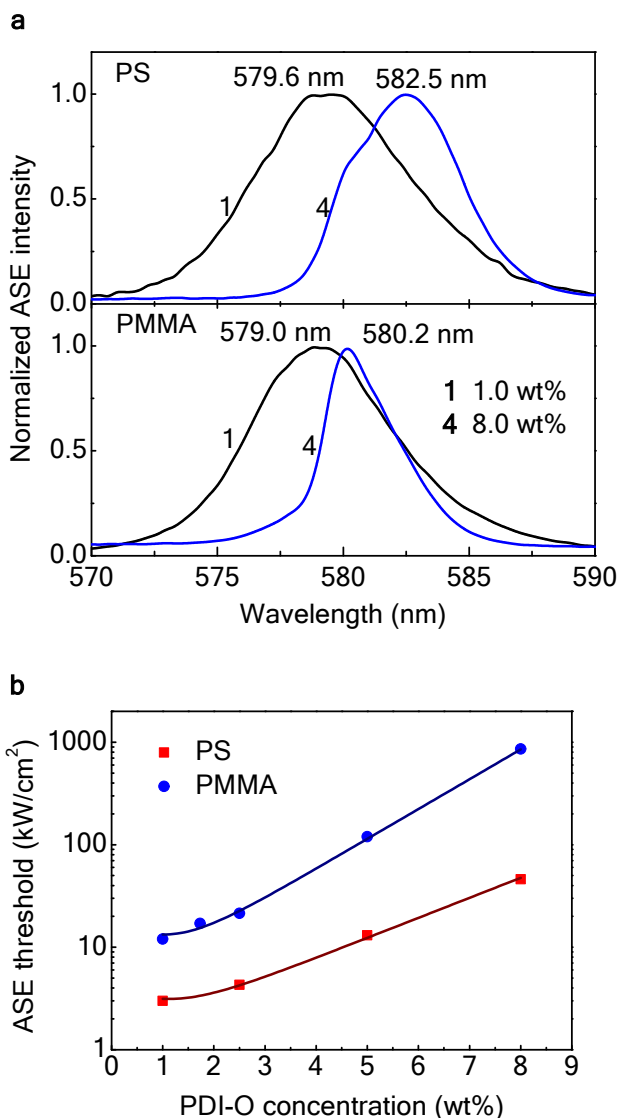 a
PS
579.6 nm 582.5 nm
1.0
0.5
0.0
1
4
PMMA
579.0 nm 580.2 nm
1.0
0.5
0.0
1
4
1 1.0 wt%
4 8.0 wt%
Normalized ASE intensity
570 575 580 585 590
Wavelength (nm)
b
1000
100
10
1
PS
PMMA
ASE threshold (kW/cm²)
0 1 2 3 4 5 6 7 8 9
PDI-O concentration (wt%)